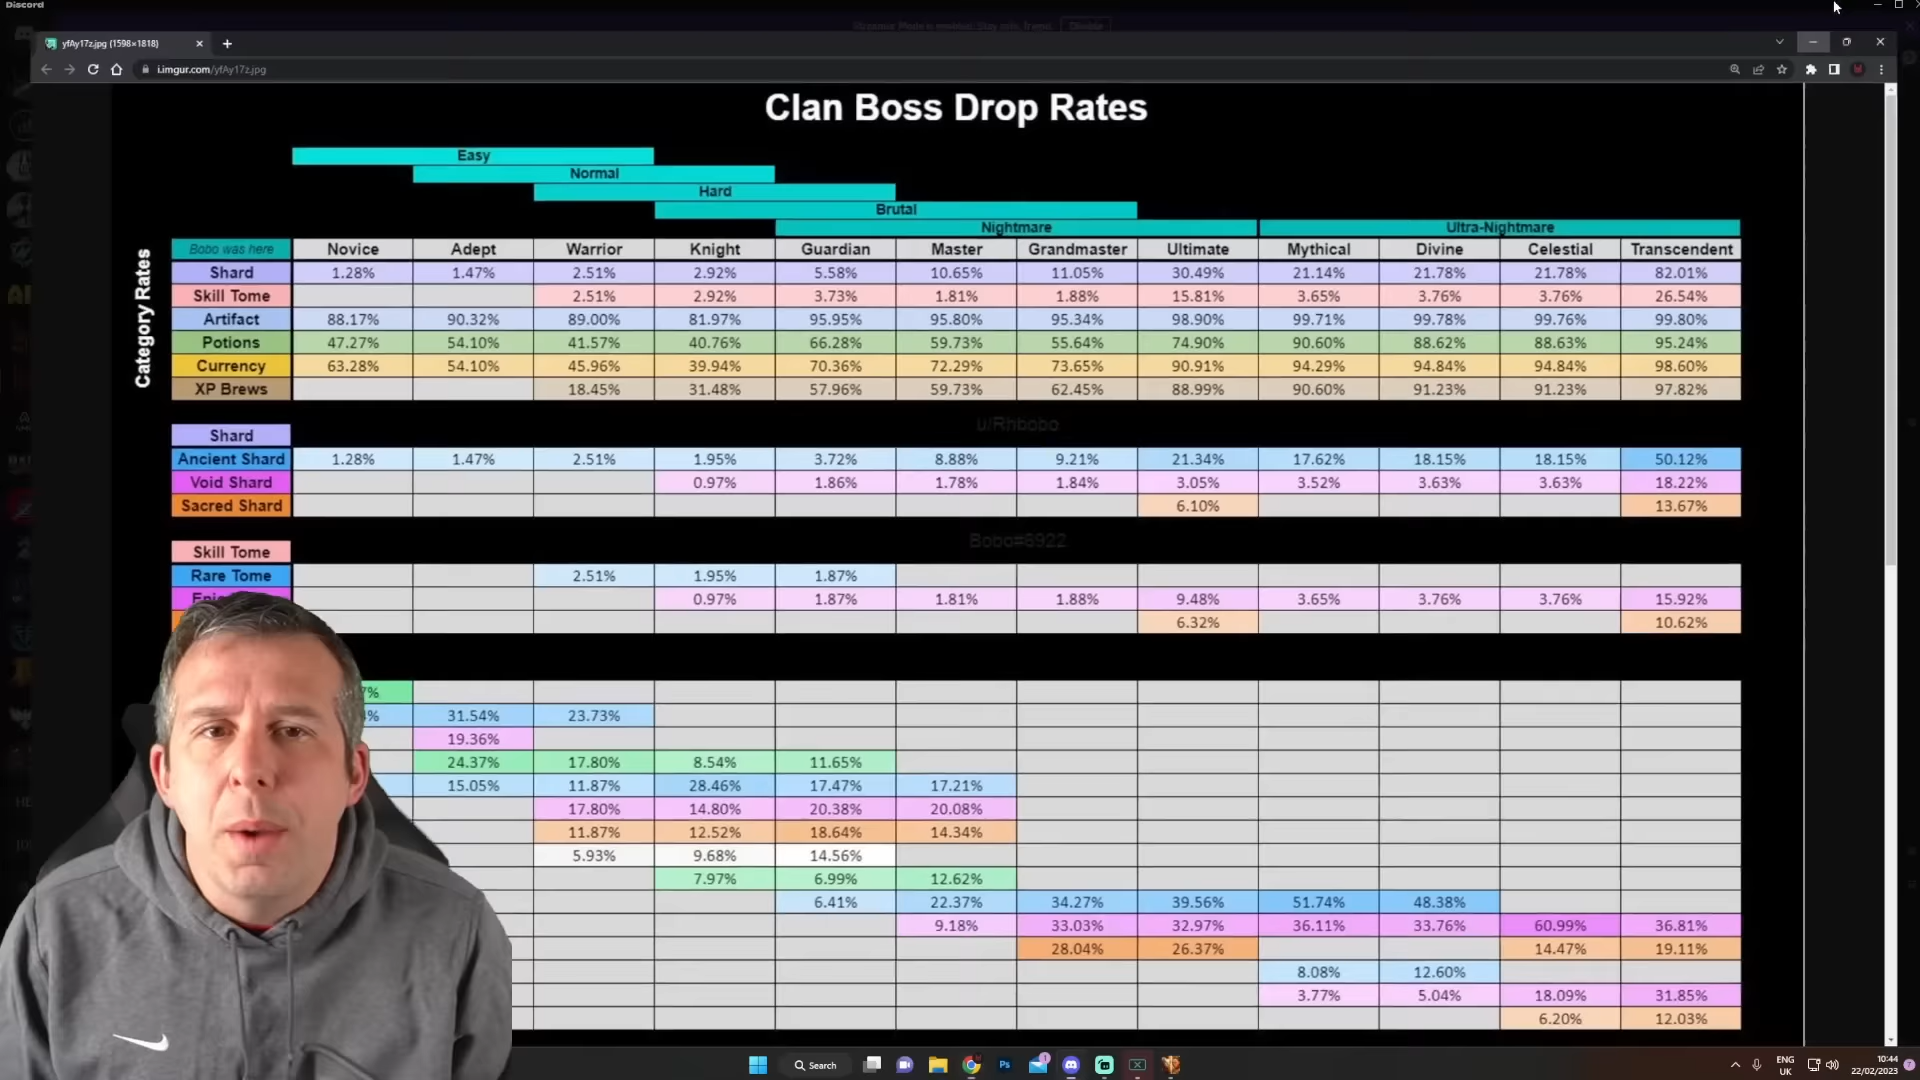 Discord
Streamer Mode is enabled. Stay safe, friend. Disable
yfAy17z.jpg (1598×1818)
i.imgur.com/yfAy17z.jpg
Clan Boss Drop Rates
Easy
Normal
Hard
Brutal
Nightmare Ultra-Nightmare
Category Rates
Bobo was here Novice Adept Warrior Knight Guardian Master Grandmaster Ultimate Mythical Divine Celestial Transcendent
Shard 1.28% 1.47% 2.51% 2.92% 5.58% 10.65% 11.05% 30.49% 21.14% 21.78% 21.78% 82.01%
Skill Tome 2.51% 2.92% 3.73% 1.81% 1.88% 15.81% 3.65% 3.76% 3.76% 26.54%
Artifact 88.17% 90.32% 89.00% 81.97% 95.95% 95.80% 95.34% 98.90% 99.71% 99.78% 99.76% 99.80%
Potions 47.27% 54.10% 41.57% 40.76% 66.28% 59.73% 55.64% 74.90% 90.60% 88.62% 88.63% 95.24%
Currency 63.28% 54.10% 45.96% 39.94% 70.36% 72.29% 73.65% 90.91% 94.29% 94.84% 94.84% 98.60%
XP Brews 18.45% 31.48% 57.96% 59.73% 62.45% 88.99% 90.60% 91.23% 91.23% 97.82%
u/Rhbobo
Shard
Ancient Shard 1.28% 1.47% 2.51% 1.95% 3.72% 8.88% 9.21% 21.34% 17.62% 18.15% 18.15% 50.12%
Void Shard 0.97% 1.86% 1.78% 1.84% 3.05% 3.52% 3.63% 3.63% 18.22%
Sacred Shard 6.10% 13.67%
Bobo#6922
Skill Tome
Rare Tome 2.51% 1.95% 1.87%
0.97% 1.87% 1.81% 1.88% 9.48% 3.65% 3.76% 3.76% 15.92%
6.32% 10.62%
7%
4% 31.54% 23.73%
19.36%
24.37% 17.80% 8.54% 11.65%
15.05% 11.87% 28.46% 17.47% 17.21%
17.80% 14.80% 20.38% 20.08%
11.87% 12.52% 18.64% 14.34%
5.93% 9.68% 14.56%
7.97% 6.99% 12.62%
6.41% 22.37% 34.27% 39.56% 51.74% 48.38%
9.18% 33.03% 32.97% 36.11% 33.76% 60.99% 36.81%
28.04% 26.37% 14.47% 19.11%
8.08% 12.60%
3.77% 5.04% 18.09% 31.85%
6.20% 12.03%
Search
Ps
1
ENG
UK
10:44
22/02/2023